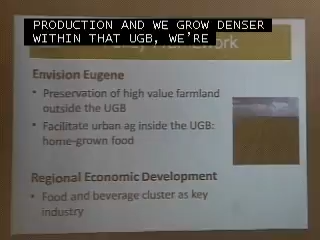 PRODUCTION AND WE GROW DENSER
WITHIN THAT UGB, WE'RE
Envision Eugene
• Preservation of high value farmland
outside the UGB
• Facilitate urban ag inside the UGB:
home-grown food
Regional Economic Development
• Food and beverage cluster as key
industry